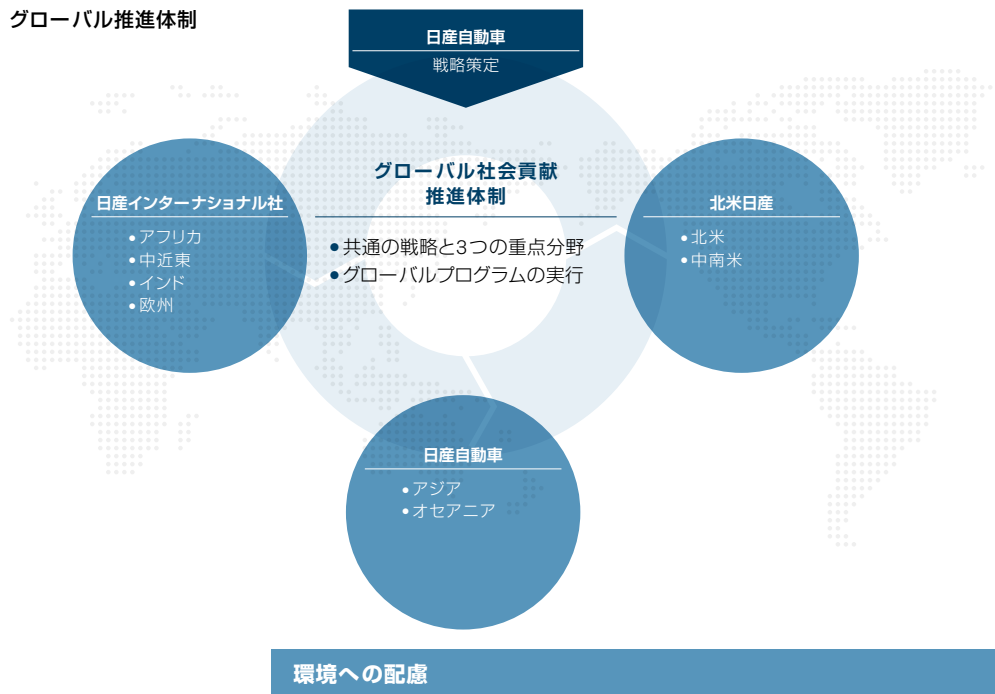 グローバル推進体制
日産自動車
戦略策定
グローバル社会貢献
推進体制
•共通の戦略と3つの重点分野
•グローバルプログラムの実行
日産インターナショナル社
•アフリカ
•中近東
•インド
•欧州
北米日産
•北米
•中南米
日産自動車
•アジア
•オセアニア
環境への配慮